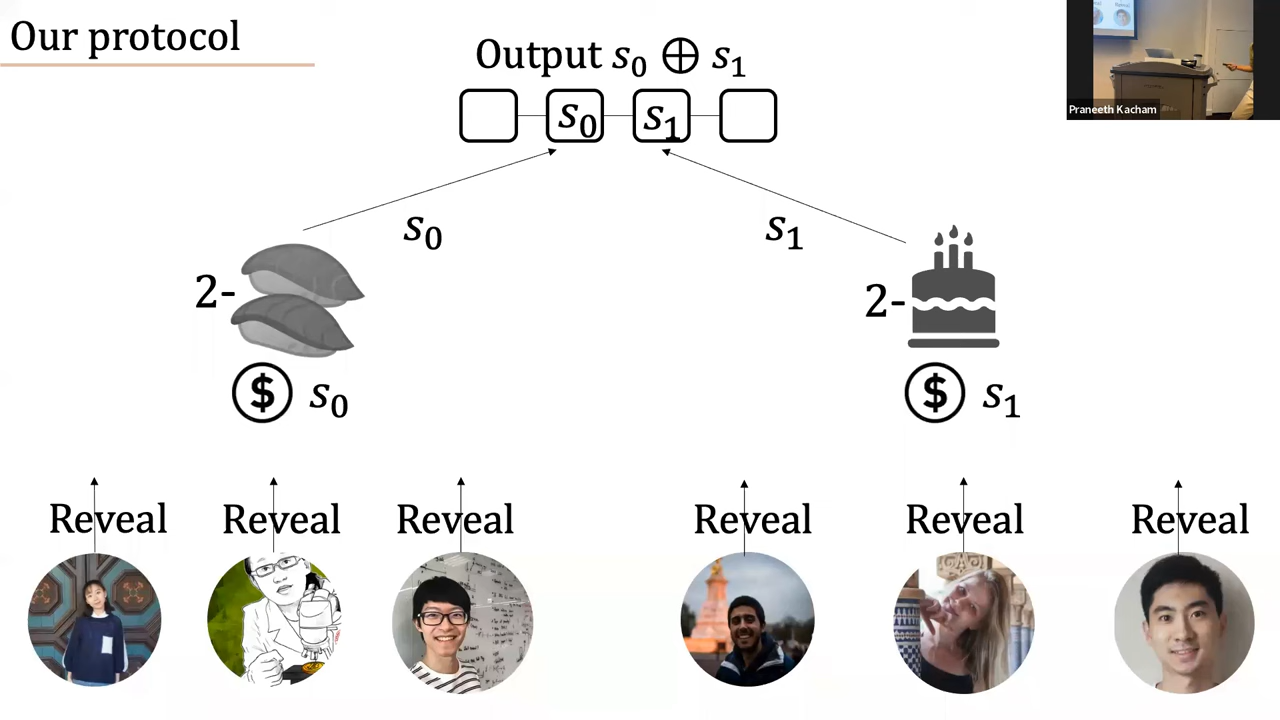 Our protocol
Output s₀ ⊕ s₁
s₀ s₁
Praneeth Kacham
s₀ s₁
2- 2-
$ s₀ $ s₁
Reveal Reveal Reveal Reveal Reveal Reveal